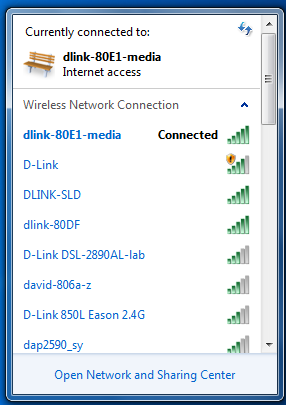 Currently connected to:
dlink-80E1-media
Internet access
Wireless Network Connection
dlink-80E1-media Connected
D-Link
DLINK-SLD
dlink-80DF
D-Link DSL-2890AL-lab
david-806a-z
D-Link 850L Eason 2.4G
dap2590_sy
Open Network and Sharing Center